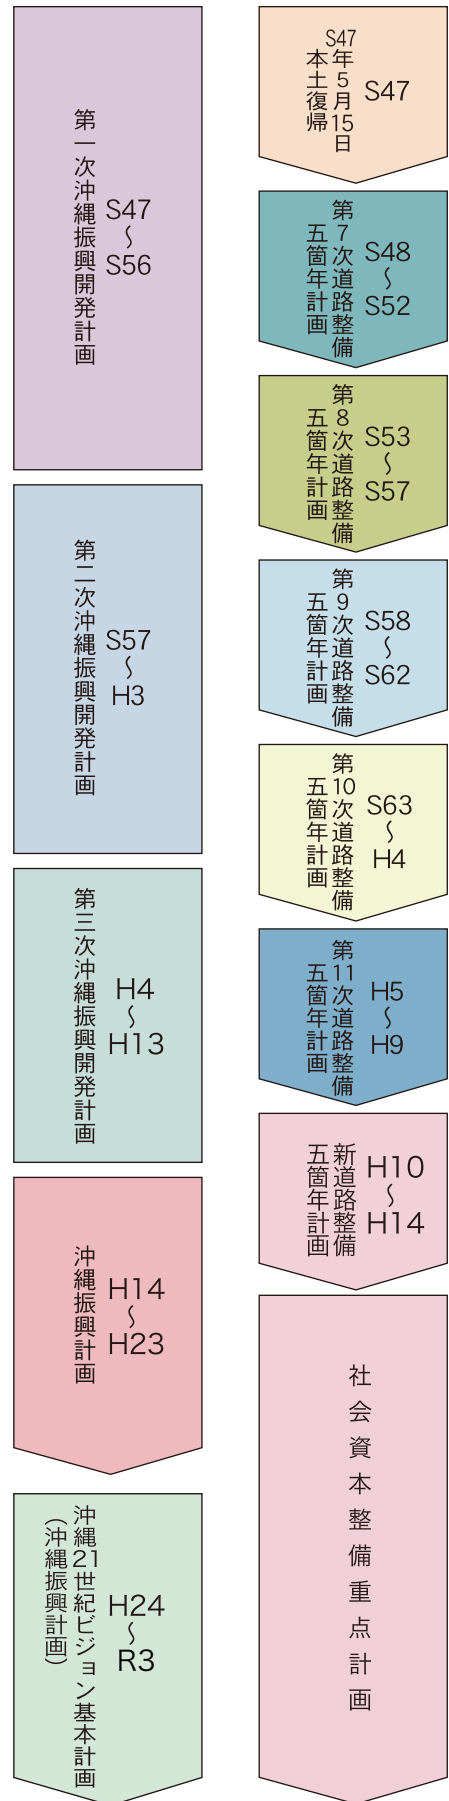 S47
〜
S56
第一次沖縄振興開発計画
S57
〜
H3
第二次沖縄振興開発計画
H4
〜
H13
第三次沖縄振興開発計画
H14
〜
H23
沖縄振興計画
H24
〜
R3
沖縄21世紀ビジョン基本計画
（沖縄振興計画）
S47
S47年5月15日
本土復帰
S48
〜
S52
第7次道路整備
五箇年計画
S53
〜
S57
第8次道路整備
五箇年計画
S58
〜
S62
第9次道路整備
五箇年計画
S63
〜
H4
第10次道路整備
五箇年計画
H5
〜
H9
第11次道路整備
五箇年計画
H10
〜
H14
新道路整備
五箇年計画
社会資本整備重点計画